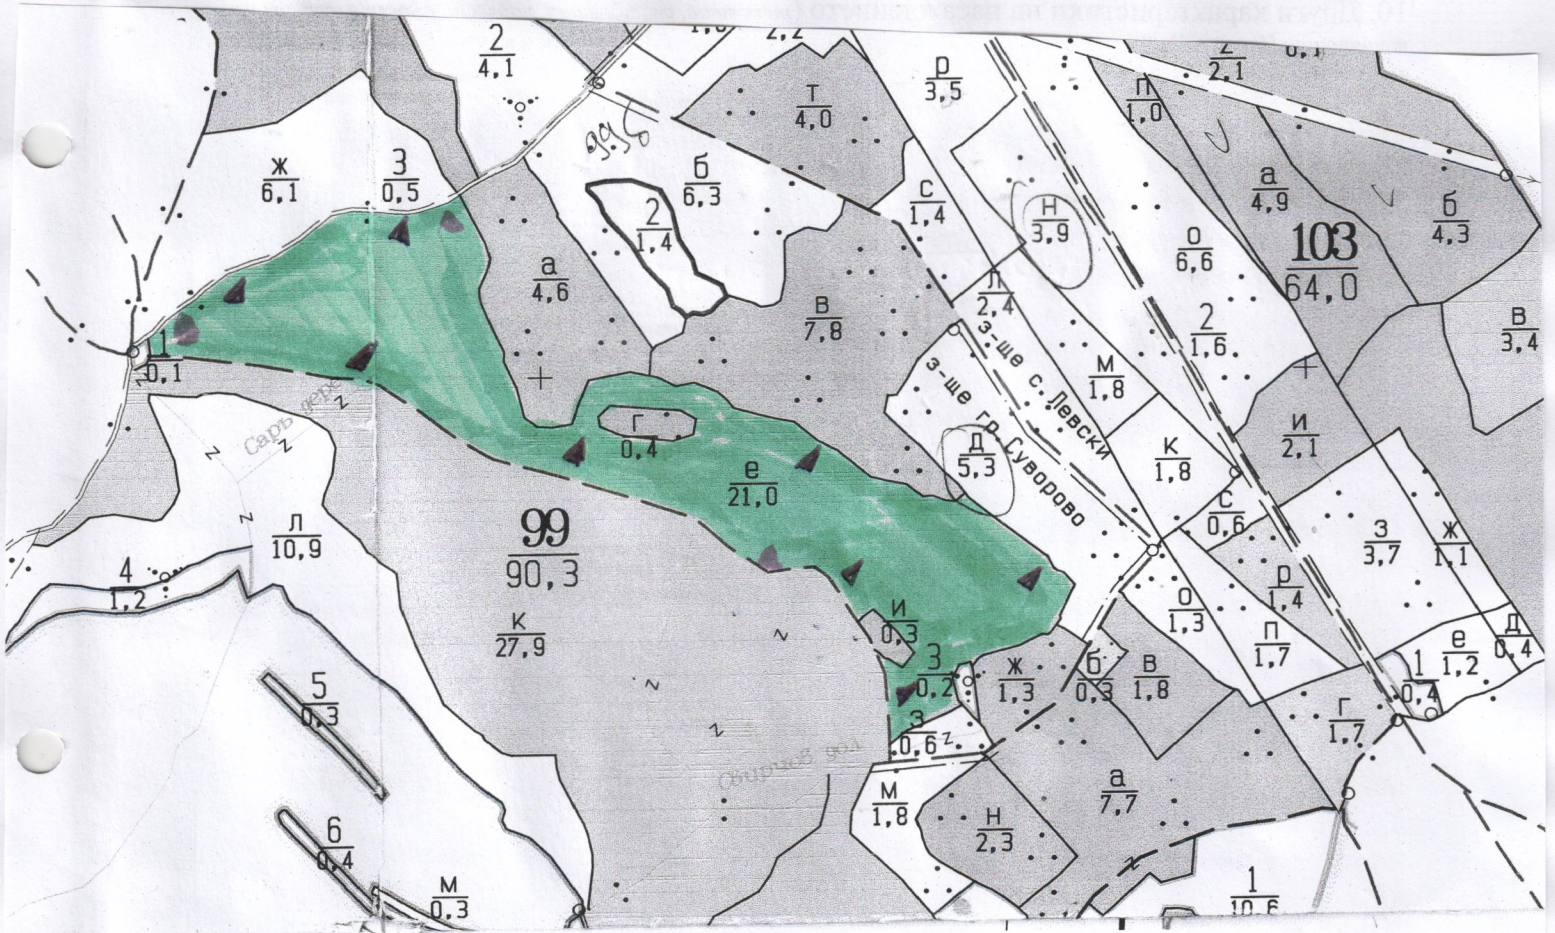 2
4,1
2,2
р
3,5
2
2,1
П
1,0
Т
4,0
ж
6,1
З
0,5
б
6,3
2
1,4
с
1,4
Н
3,9
а
4,9
б
4,3
а
4,6
о
6,6
103
64,0
в
7,8
Л
2,4
2
1,6
в
3,4
1
0,1
Сарь дере
м
1,8
з-ще с. Левски
з-ще гр. Суворово
и
2,1
Г
0,4
е
21,0
Д
5,3
к
1,8
с
0,6
Л
10,9
99
90,3
з
3,7
ж
1,1
4
1,2
р
1,4
к
27,9
и
0,3
о
1,3
п
1,7
е
1,2
Д
0,4
5
0,3
З
0,2
ж
1,3
б
0,3
в
1,8
1
0,4
Г
1,7
З
0,6
Свирчов дол
м
1,8
а
7,7
н
2,3
6
0,4
м
0,3
1
10,6